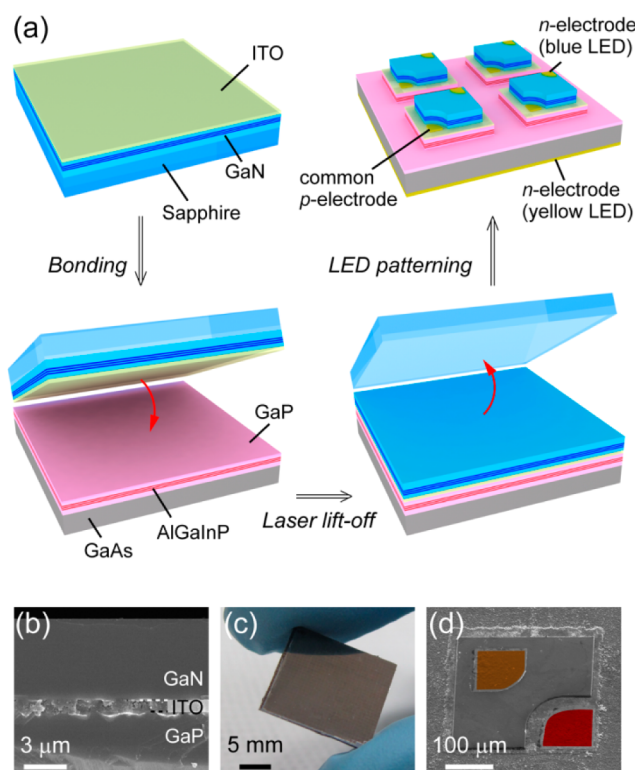 (a)
ITO
GaN
Sapphire
n-electrode
(blue LED)
common
p-electrode
n-electrode
(yellow LED)
Bonding
LED patterning
GaP
AlGaInP
GaAs
Laser lift-off
(b)
GaN
ITO
GaP
3 μm
(c)
5 mm
(d)
100 μm